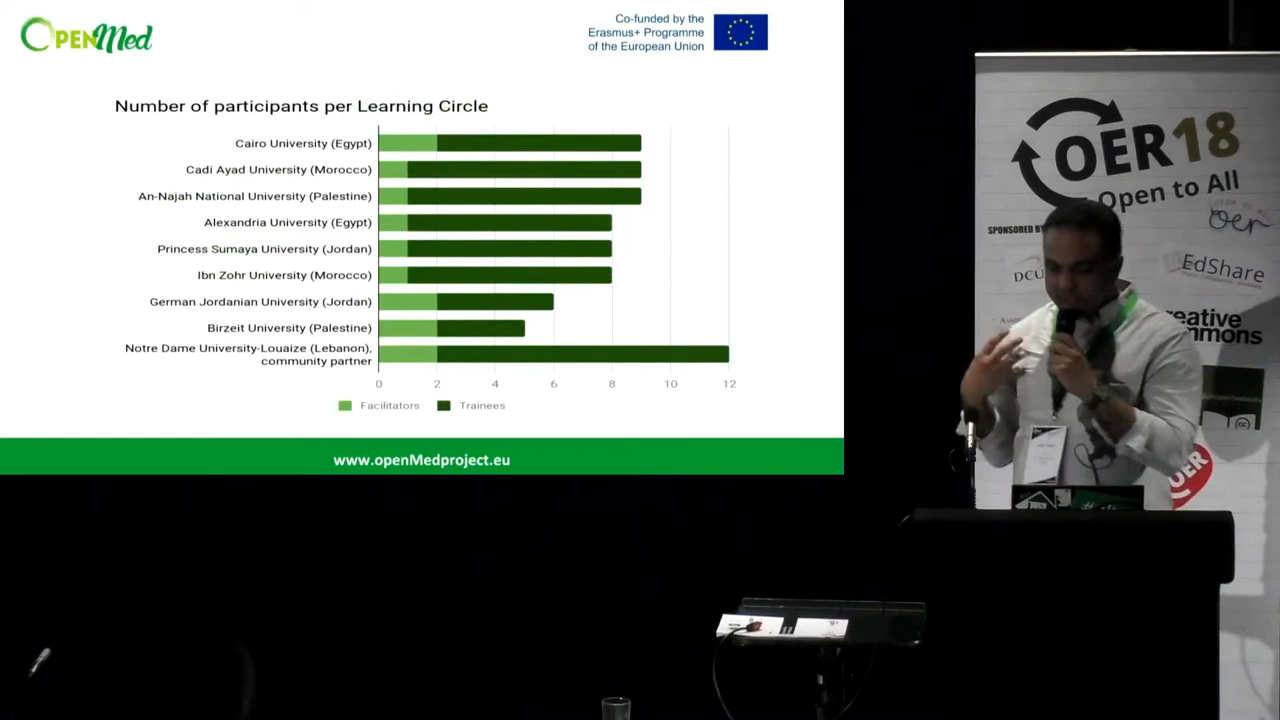 OPENMed
Co-funded by the
Erasmus+ Programme
of the European Union
Number of participants per Learning Circle
Cairo University (Egypt)
Cadi Ayad University (Morocco)
An-Najah National University (Palestine)
Alexandria University (Egypt)
Princess Sumaya University (Jordan)
Ibn Zohr University (Morocco)
German Jordanian University (Jordan)
Birzeit University (Palestine)
Notre Dame University-Louaize (Lebanon),
community partner
0 2 4 6 8 10 12
Facilitators Trainees
www.openMedproject.eu
OER18
Open to All
SPONSORED BY
oer
EdShare
DCU
reative
mmons
OER